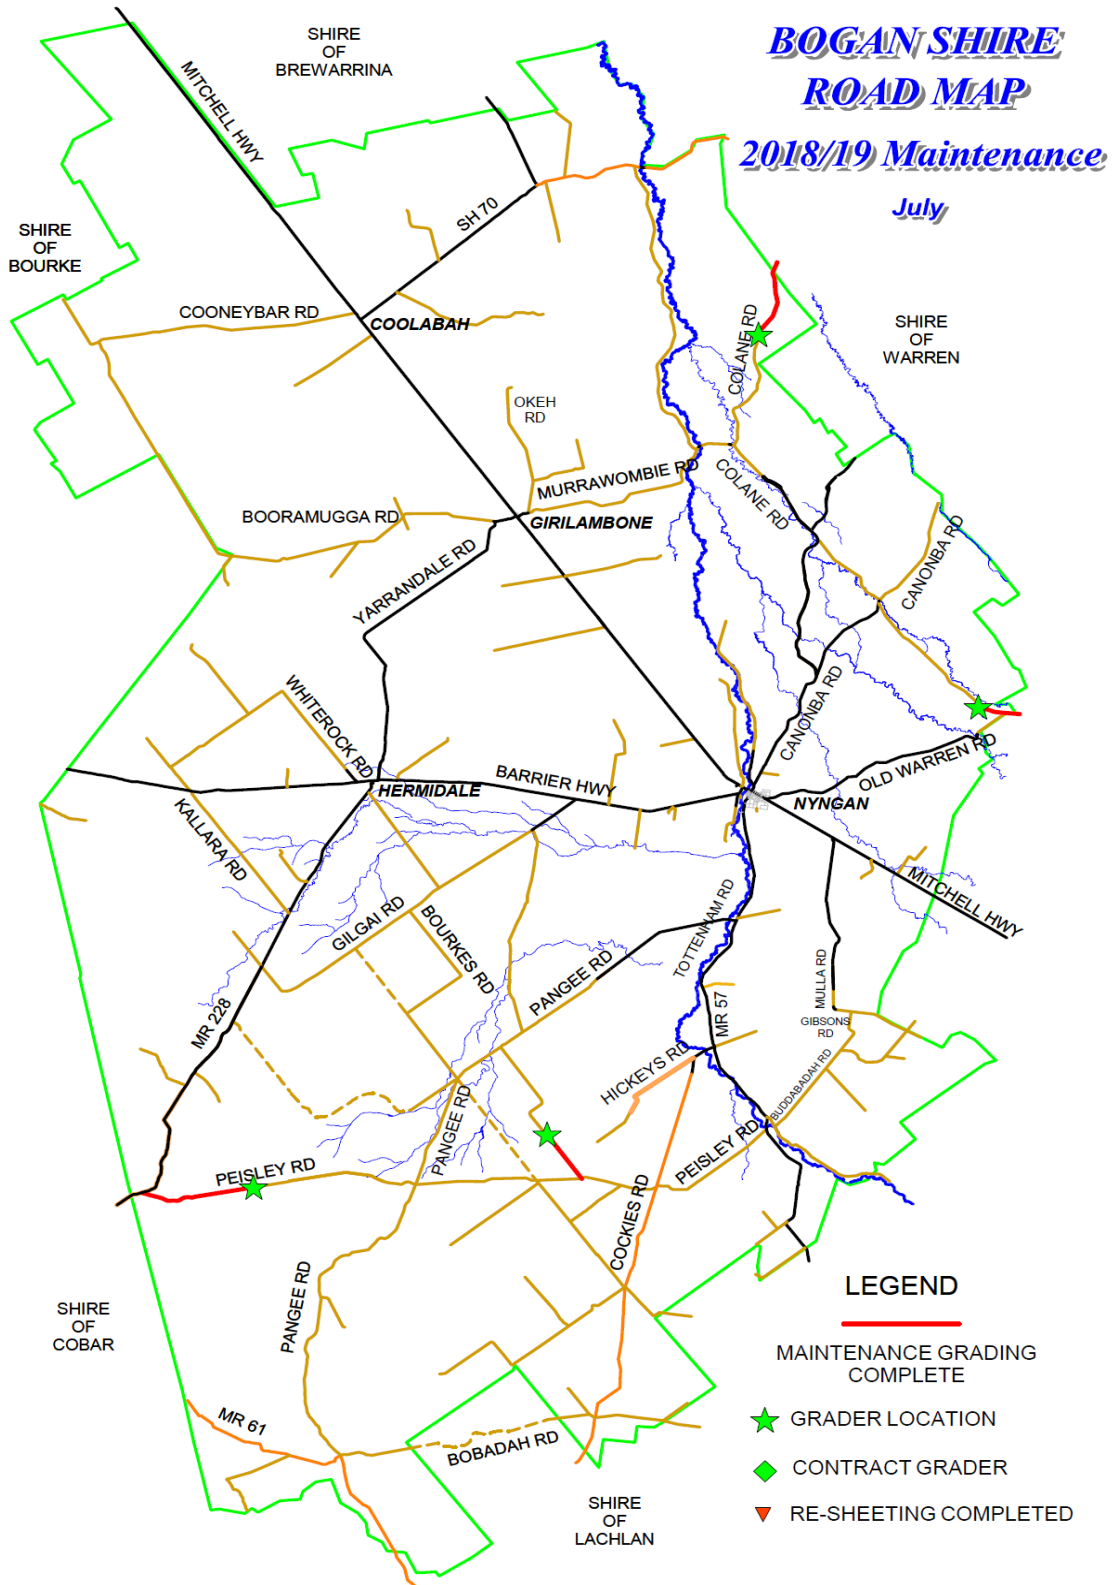 BOGAN SHIRE
ROAD MAP
2018/19 Maintenance
July
SHIRE
OF
BREWARRINA
MITCHELL HWY
SH 70
SHIRE
OF
BOURKE
COONEYBAR RD
COOLABAH
COLANE RD
SHIRE
OF
WARREN
OKEH
RD
MURRAWOMBIE RD
COLANE RD
BOORAMUGGA RD
GIRILAMBONE
YARRANDALE RD
CANONBA RD
WHITEROCK RD
CANONBA RD
OLD WARREN RD
BARRIER HWY
HERMIDALE
NYNGAN
KALLARA RD
MITCHELL HWY
GILGAI RD
BOURKES RD
TOTTENHAM RD
PANGEE RD
MULLA RD
MR 228
MR 57
GIBSONS
RD
HICKEYS RD
BUDDABADAH RD
PANGEE RD
PEISLEY RD
PEISLEY RD
COCKIES RD
PANGEE RD
SHIRE
OF
COBAR
MR 61
BOBADAH RD
SHIRE
OF
LACHLAN
LEGEND
MAINTENANCE GRADING
COMPLETE
GRADER LOCATION
CONTRACT GRADER
RE-SHEETING COMPLETED